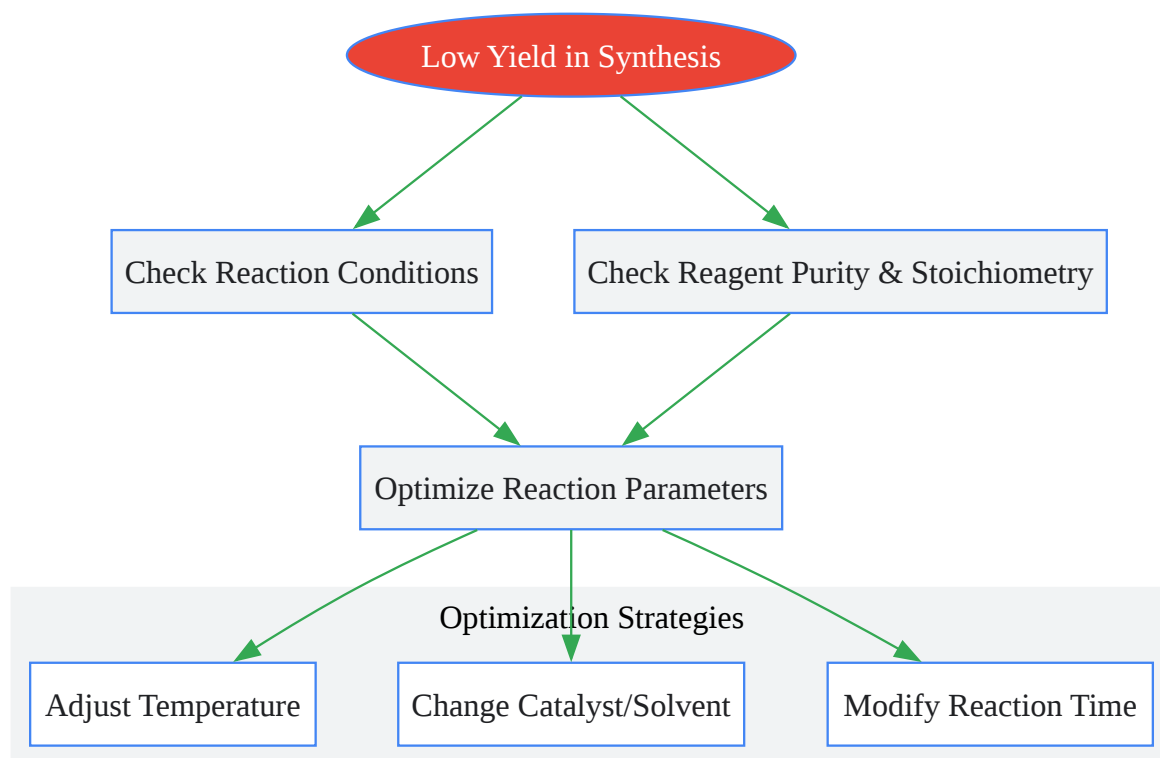 Low Yield in Synthesis
Check Reaction Conditions
Check Reagent Purity & Stoichiometry
Optimize Reaction Parameters
Optimization Strategies
Adjust Temperature
Change Catalyst/Solvent
Modify Reaction Time